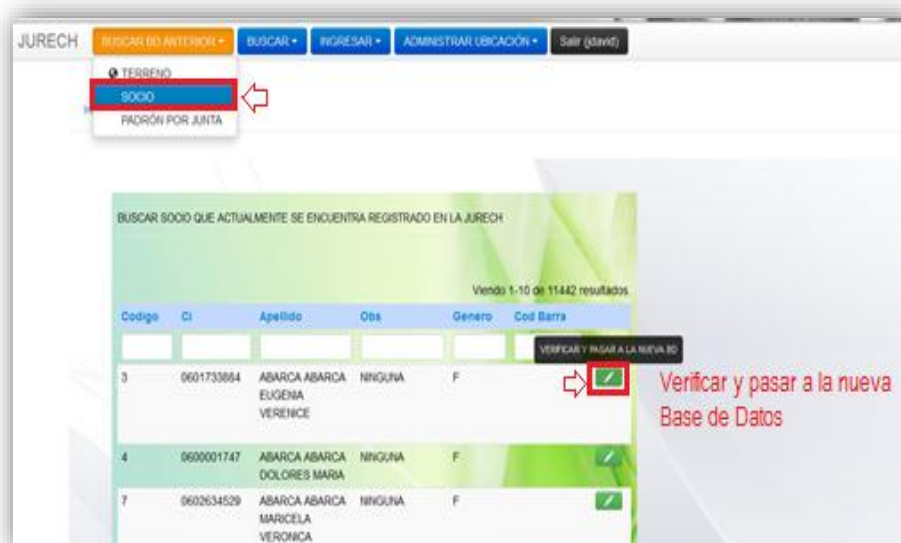 JURECH BUSCAR BD ANTERIOR BUSCAR INGRESAR ADMINISTRAR UBICACIÓN Salir (jdavid)
TERRENO
SOCIO
PADRÓN POR JUNTA
BUSCAR SOCIO QUE ACTUALMENTE SE ENCUENTRA REGISTRADO EN LA JURECH
Viendo 1-10 de 11442 resultados.
Codigo Ci Apellido Obs Genero Cod Barra
VERIFICAR Y PASAR A LA NUEVA BD
3 0601733884 ABARCA ABARCA NINGUNA F
EUGENIA
VERENICE
Verificar y pasar a la nueva
Base de Datos
4 0600001747 ABARCA ABARCA NINGUNA F
DOLORES MARIA
7 0602634529 ABARCA ABARCA NINGUNA F
MARICELA
VERONICA